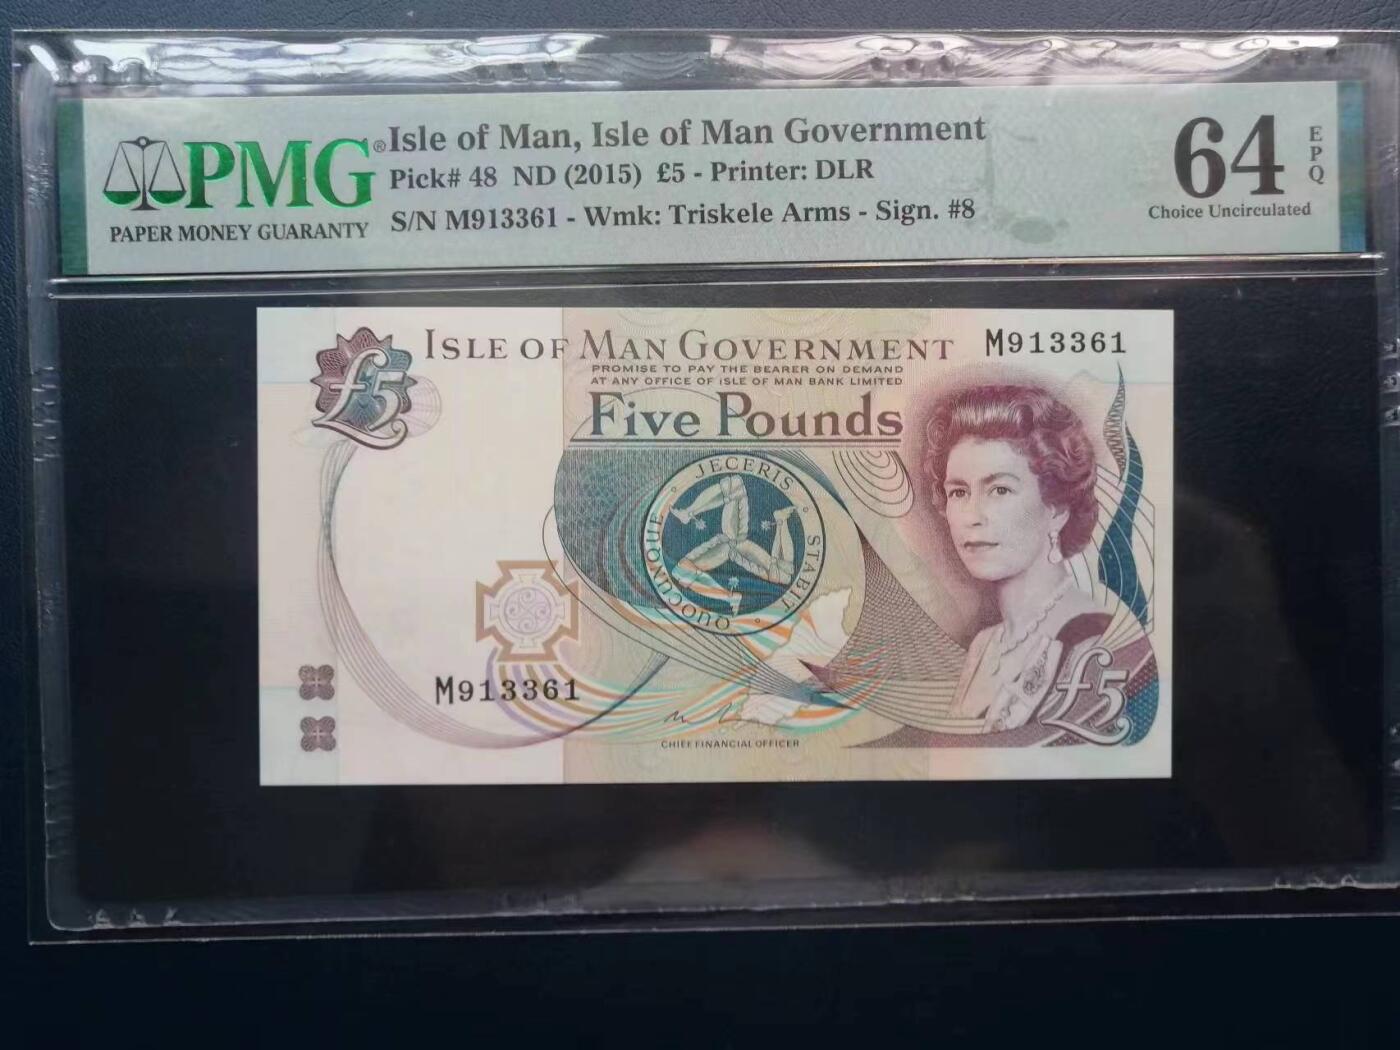 PMG®
PAPER MONEY GUARANTY
Isle of Man, Isle of Man Government
Pick# 48 ND (2015) £5 - Printer: DLR
S/N M913361 - Wmk: Triskele Arms - Sign. #8
64 EPQ
Choice Uncirculated
£5
ISLE OF MAN GOVERNMENT
M913361
PROMISE TO PAY THE BEARER ON DEMAND
AT ANY OFFICE OF ISLE OF MAN BANK LIMITED
Five Pounds
QUOCUNQUE JECERIS STABIT
M913361
£5
CHIEF FINANCIAL OFFICER